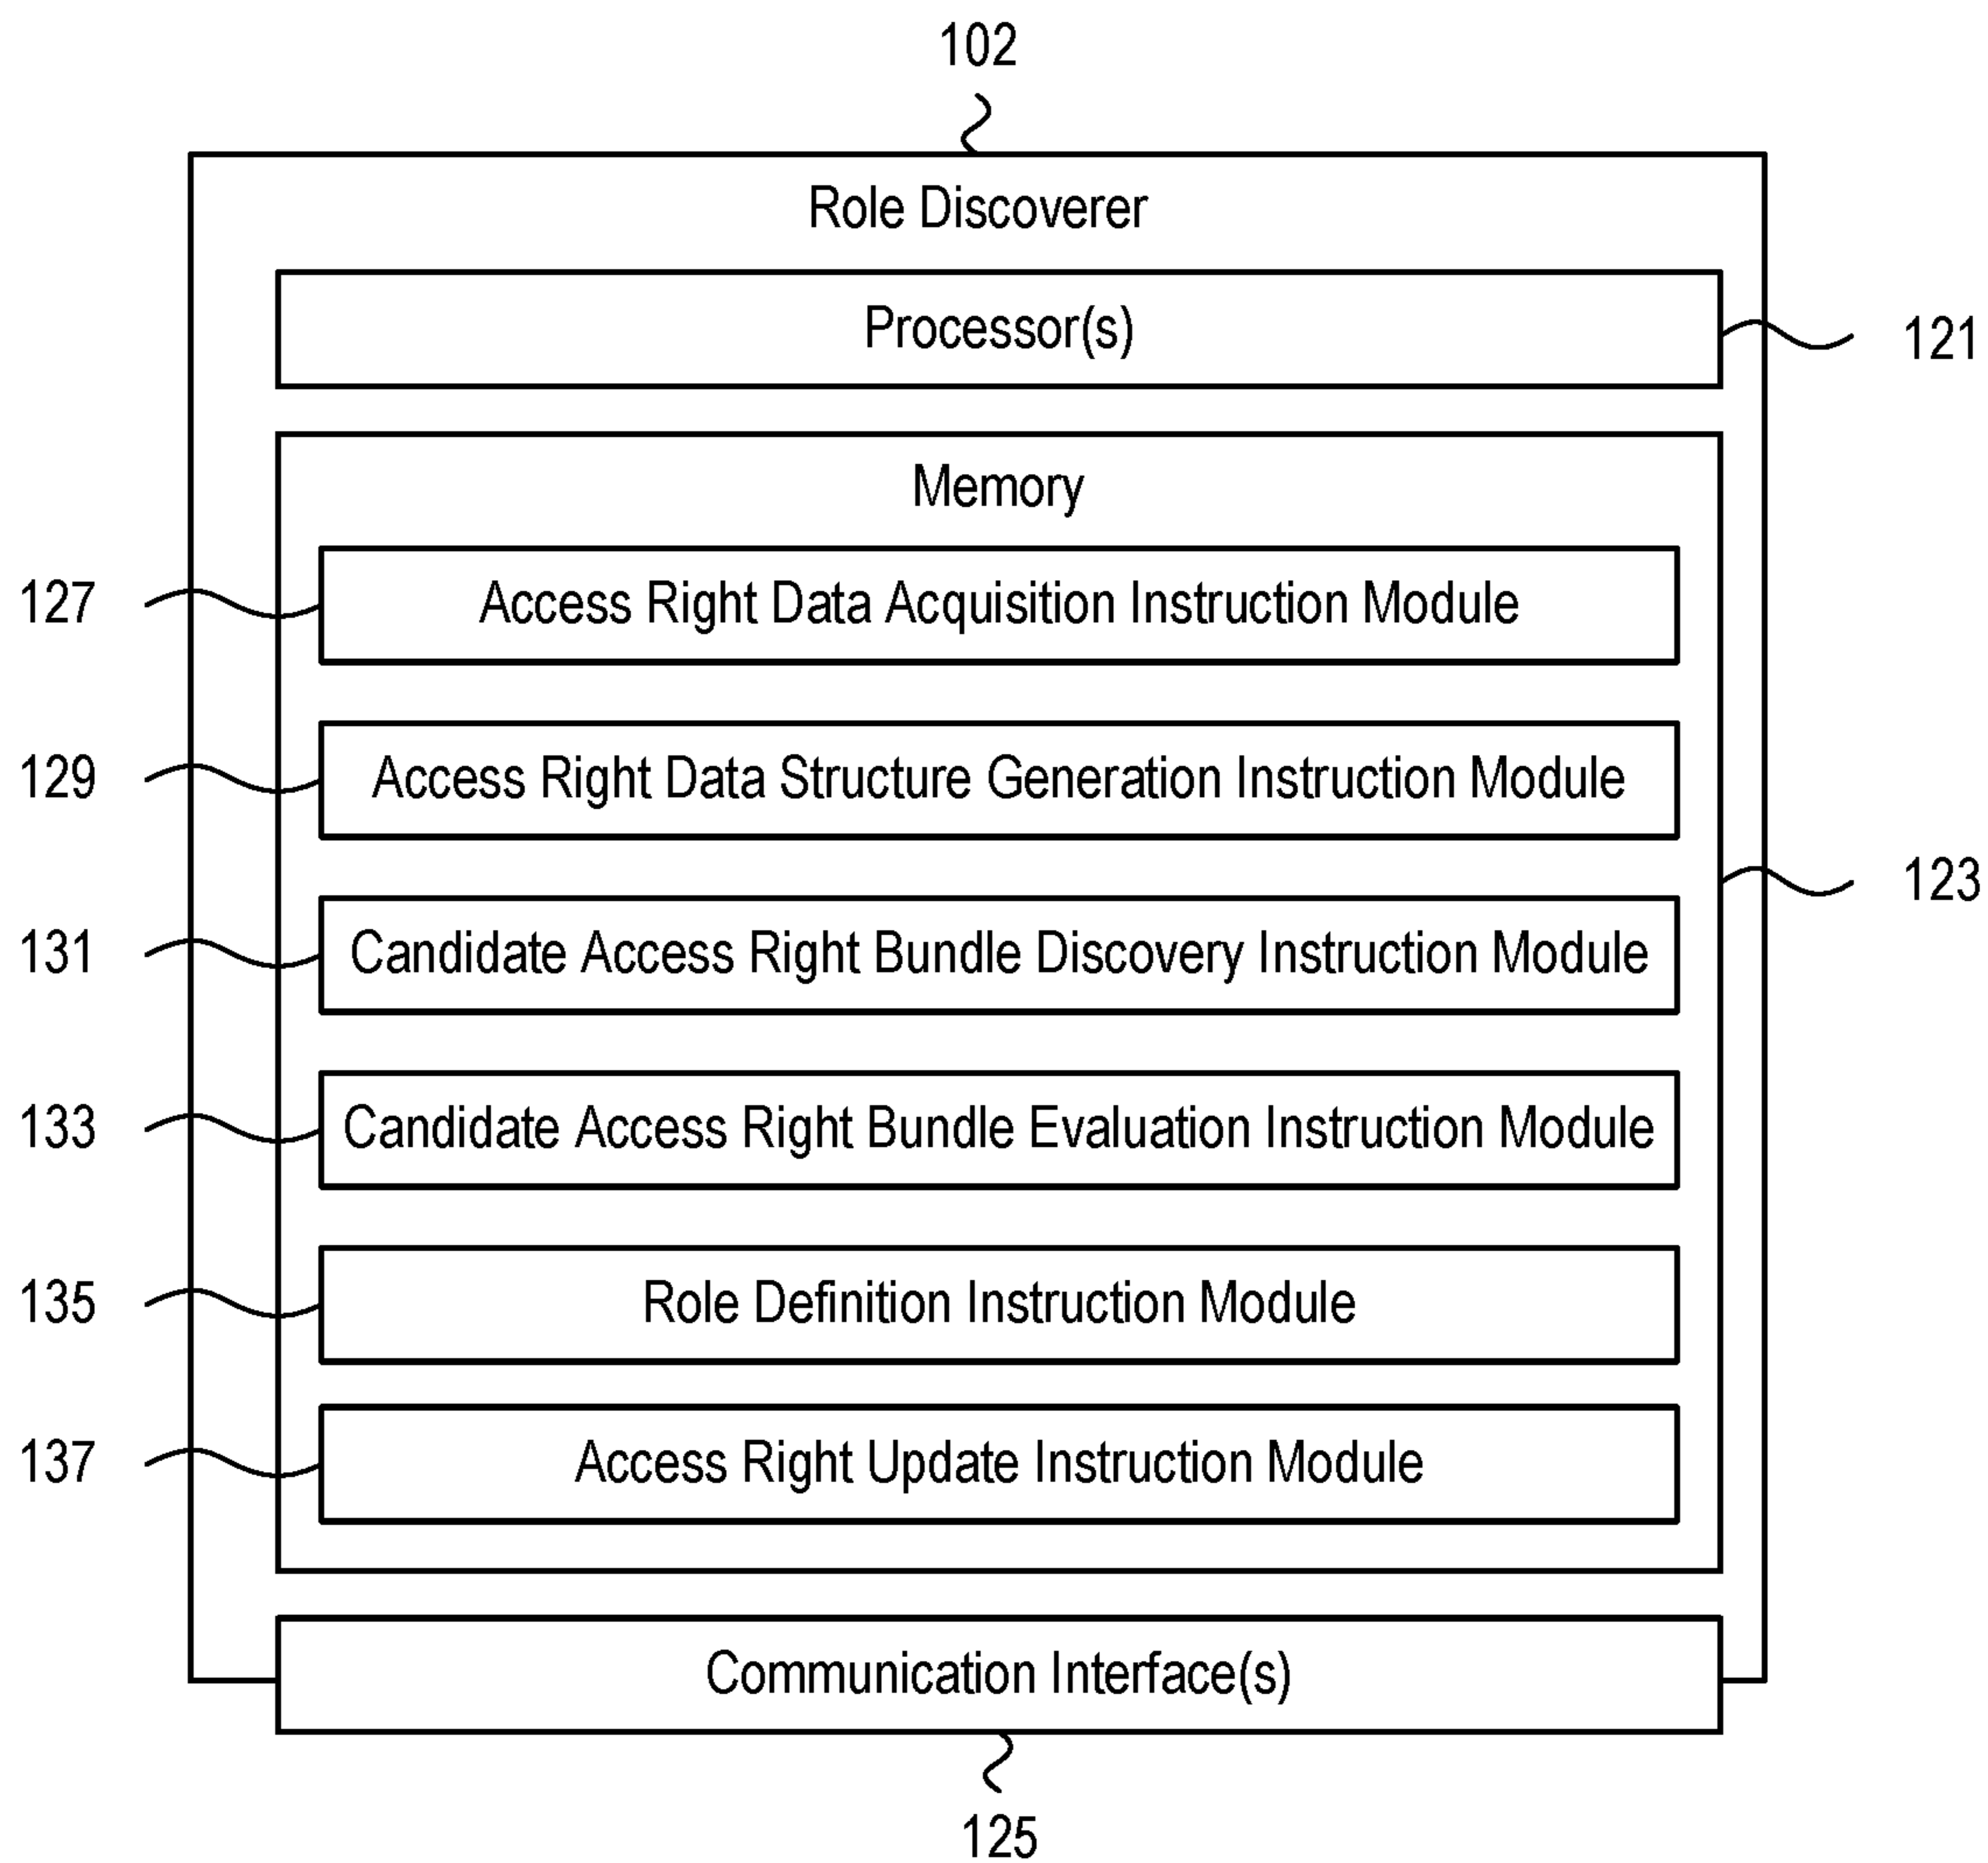 102
Role Discoverer
Processor(s)
121
Memory
127
Access Right Data Acquisition Instruction Module
129
Access Right Data Structure Generation Instruction Module
123
131
Candidate Access Right Bundle Discovery Instruction Module
133
Candidate Access Right Bundle Evaluation Instruction Module
135
Role Definition Instruction Module
137
Access Right Update Instruction Module
Communication Interface(s)
125